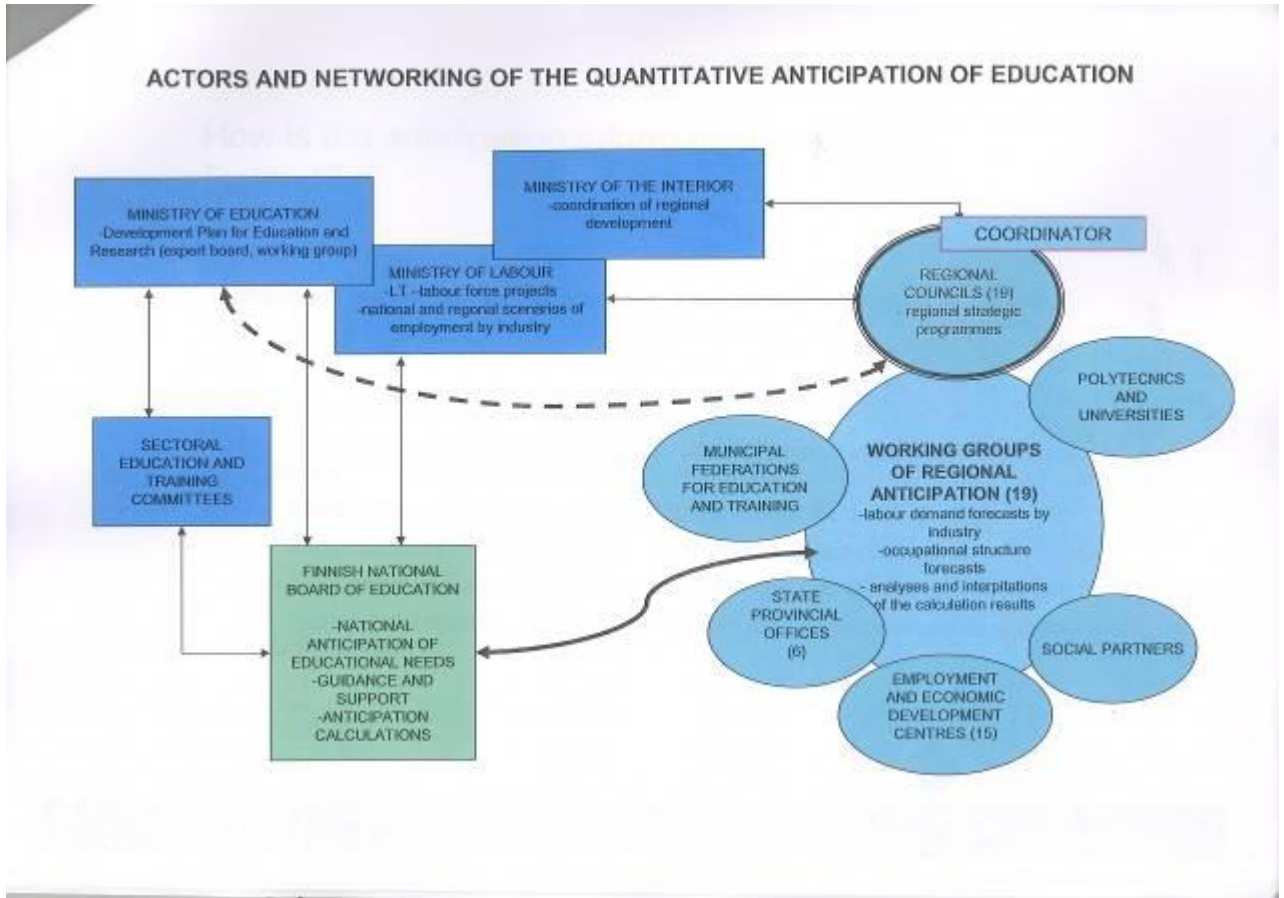 ACTORS AND NETWORKING OF THE QUANTITATIVE ANTICIPATION OF EDUCATION
MINISTRY OF EDUCATION
-Development Plan for Education and
Research (expert board, working group)
MINISTRY OF THE INTERIOR
-coordination of regional
development
MINISTRY OF LABOUR
-LT -labour force projects
-national and regional scenarios of
employment by industry
COORDINATOR
REGIONAL
COUNCILS (19)
- regional strategic
programmes
POLYTECNICS
AND
UNIVERSITIES
SECTORAL
EDUCATION AND
TRAINING
COMMITTEES
MUNICIPAL
FEDERATIONS
FOR EDUCATION
AND TRAINING
WORKING GROUPS
OF REGIONAL
ANTICIPATION (19)
-labour demand forecasts by
industry
-occupational structure
forecasts
- analyses and interpitations
of the calculation results
FINNISH NATIONAL
BOARD OF EDUCATION
-NATIONAL
ANTICIPATION OF
EDUCATIONAL NEEDS
-GUIDANCE AND
SUPPORT
-ANTICIPATION
CALCULATIONS
STATE
PROVINCIAL
OFFICES
(6)
SOCIAL PARTNERS
EMPLOYMENT
AND ECONOMIC
DEVELOPMENT
CENTRES (15)